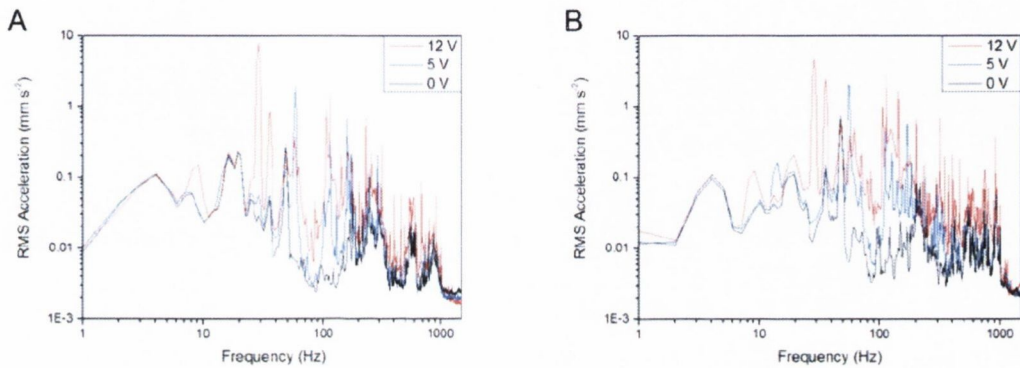 A
RMS Acceleration (mm s⁻²)
10
1
0.1
0.01
1E-3
1
10
100
1000
Frequency (Hz)
12 V
5 V
0 V
B
RMS Acceleration (mm s⁻²)
10
1
0.1
0.01
1E-3
1
10
100
1000
Frequency (Hz)
12 V
5 V
0 V